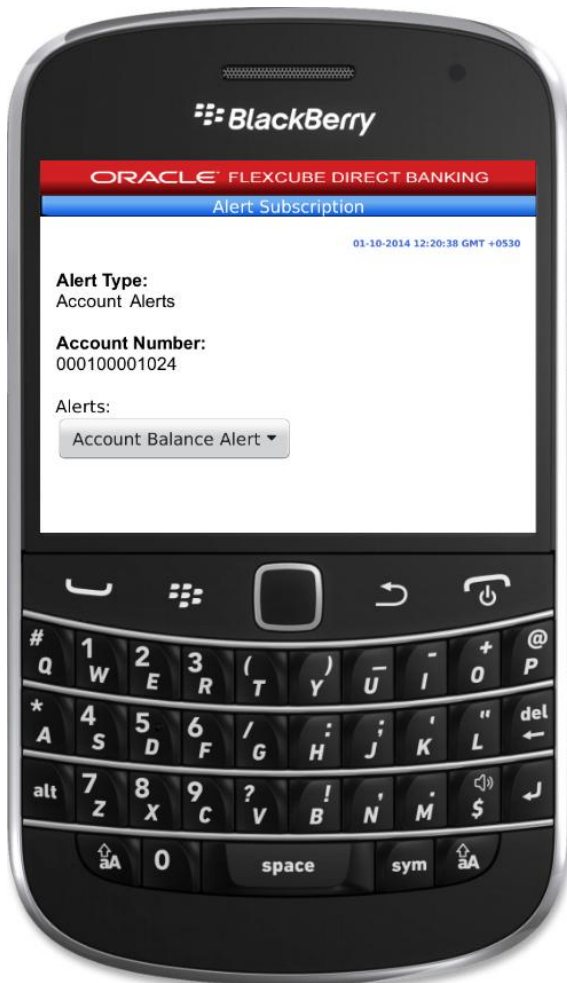 BlackBerry
ORACLE FLEXCUBE DIRECT BANKING
Alert Subscription
01-10-2014 12:20:38 GMT +0530
Alert Type:
Account Alerts
Account Number:
000100001024
Alerts:
Account Balance Alert
# Q 1 W 2 E 3 R ( T ) Y _ U - I + O @ P
* A 4 S 5 D 6 F / G : H ; J ' K " L del
alt 7 Z 8 X 9 C ? V ! B , N . M $
aA 0 space sym aA